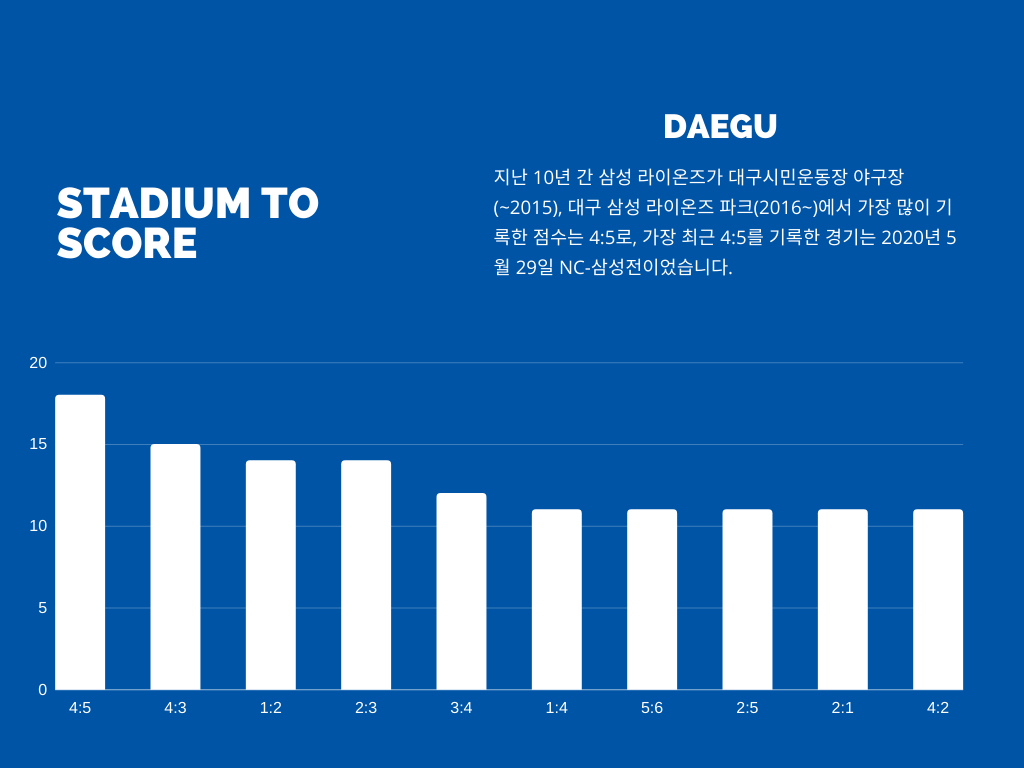 STADIUM TO
SCORE
DAEGU
지난 10년 간 삼성 라이온즈가 대구시민운동장 야구장
(~2015), 대구 삼성 라이온즈 파크(2016~)에서 가장 많이 기
록한 점수는 4:5로, 가장 최근 4:5를 기록한 경기는 2020년 5
월 29일 NC-삼성전이었습니다.
20
15
10
5
0
4:5 4:3 1:2 2:3 3:4 1:4 5:6 2:5 2:1 4:2